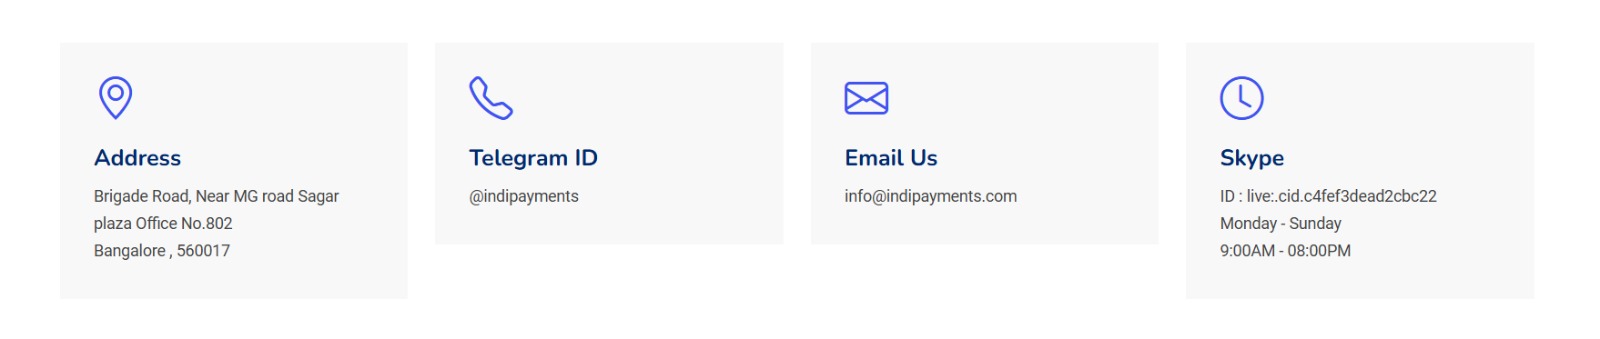 Address
Brigade Road, Near MG road Sagar
plaza Office No.802
Bangalore , 560017
Telegram ID
@indipayments
Email Us
info@indipayments.com
Skype
ID : live:.cid.c4fef3dead2cbc22
Monday - Sunday
9:00AM - 08:00PM